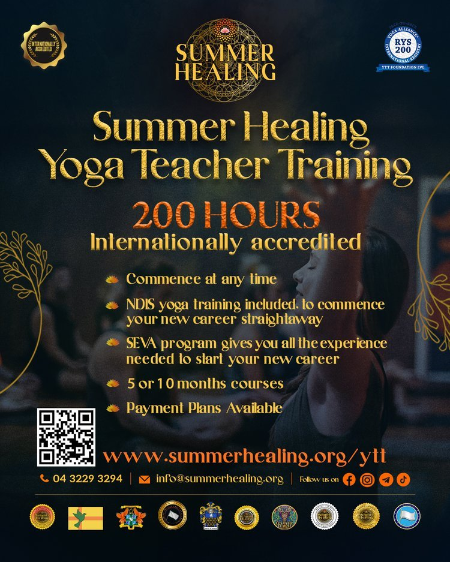 INTERNATIONALLY
ACCREDITED
SUMMER
HEALING
RYS
200
Summer Healing
Yoga Teacher Training
200 HOURS
Internationally accredited
Commence at any time
NDIS yoga training included, to commence
your new career straightaway
SEVA program gives you all the experience
needed to start your new career
5 or 10 months courses
Payment Plans Available
www.summerhealing.org/ytt
04 3229 3294 info@summerhealing.org Follow us on